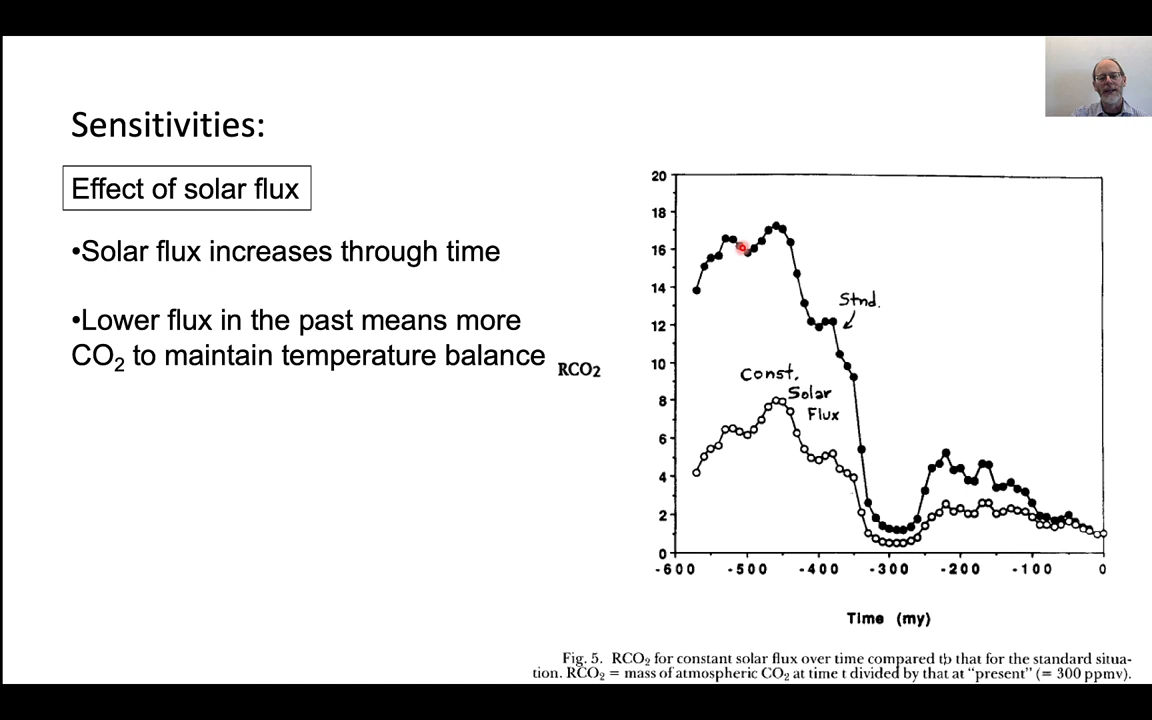 Sensitivities:
Effect of solar flux
•Solar flux increases through time
•Lower flux in the past means more
CO₂ to maintain temperature balance
RCO₂
20
18
16
14
12
10
8
6
4
2
0
Stnd.
Const.
Solar
Flux
-600 -500 -400 -300 -200 -100 0
Time (my)
Fig. 5. RCO₂ for constant solar flux over time compared to that for the standard situa-
tion. RCO₂ = mass of atmospheric CO₂ at time t divided by that at “present” (= 300 ppmv).